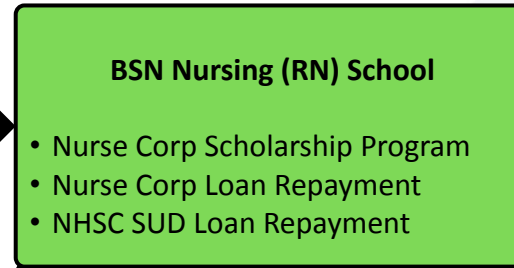 BSN Nursing (RN) School
• Nurse Corp Scholarship Program
• Nurse Corp Loan Repayment
• NHSC SUD Loan Repayment